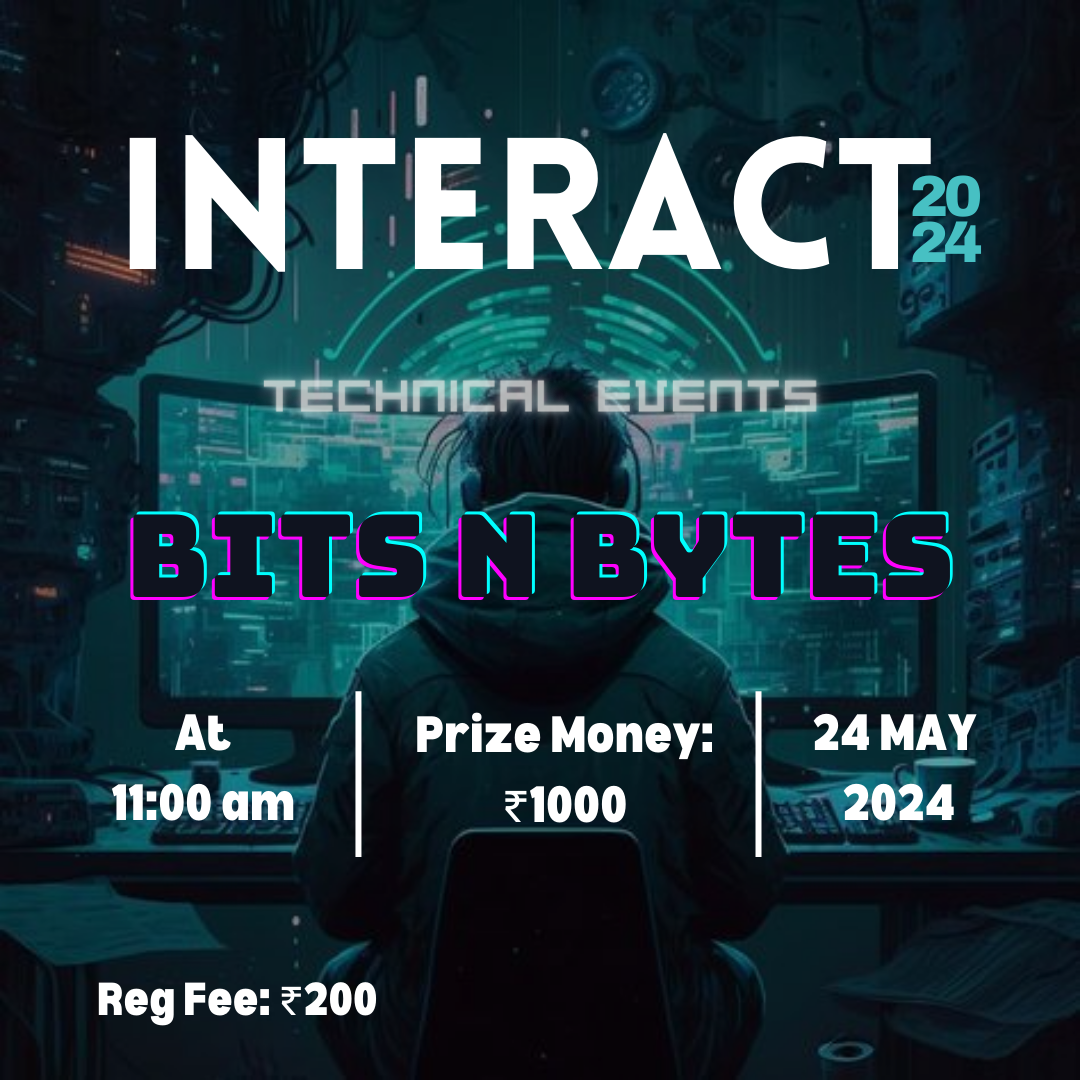 INTERACT
20
24
TECHNICAL EVENTS
BITS N BYTES
At
11:00 am
Prize Money:
₹1000
24 MAY
2024
Reg Fee: ₹200